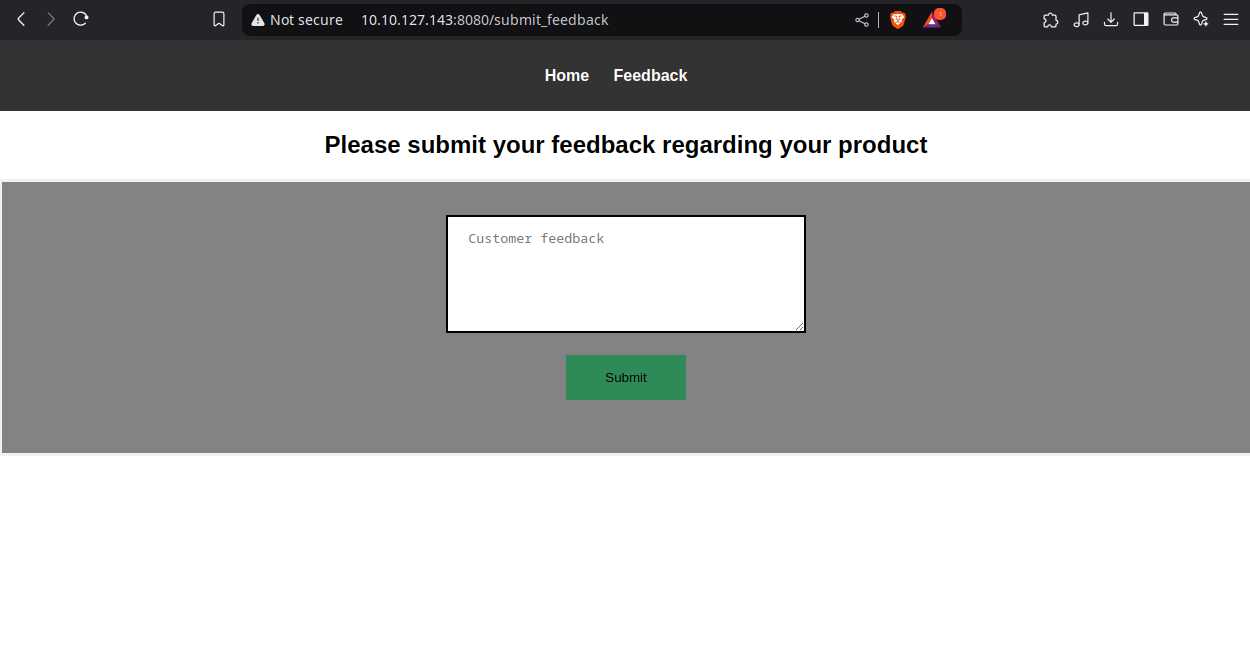 Not secure 10.10.127.143:8080/submit_feedback 1
Home Feedback
Please submit your feedback regarding your product
Customer feedback
Submit